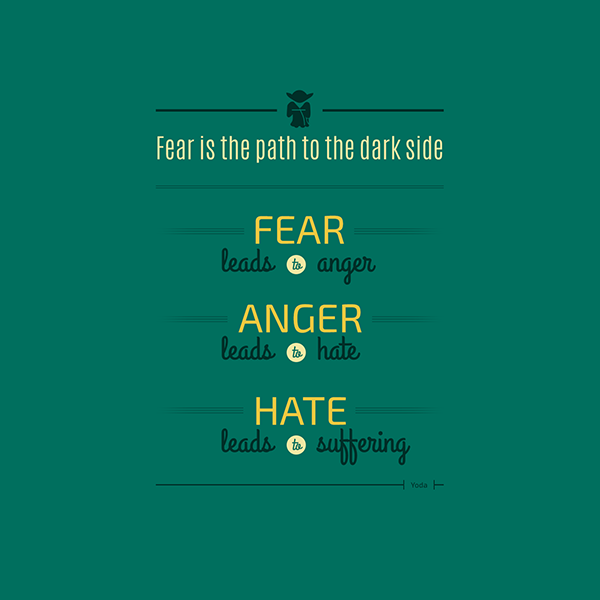 Fear is the path to the dark side
FEAR
leads to anger
ANGER
leads to hate
HATE
leads to suffering
Yoda